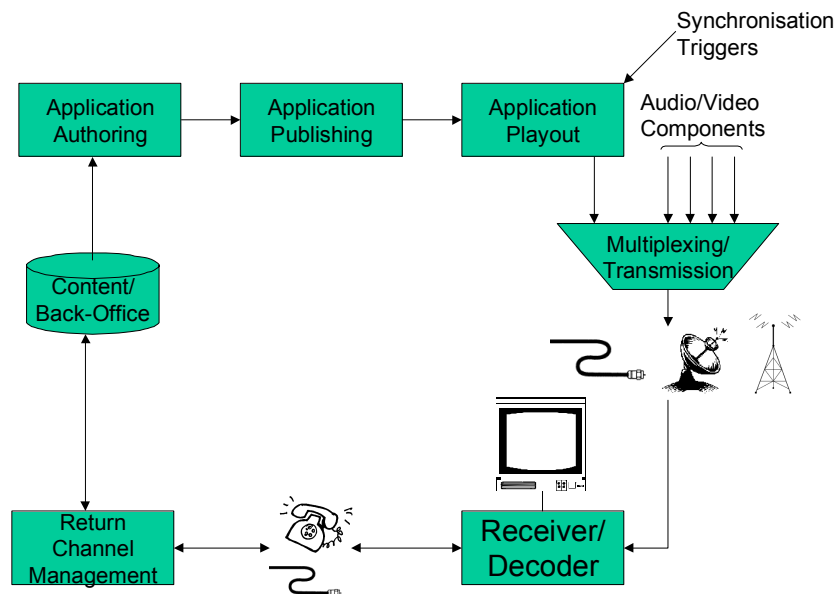 Synchronisation
Triggers
Application
Authoring
Application
Publishing
Application
Playout
Audio/Video
Components
Multiplexing/
Transmission
Content/
Back-Office
Return
Channel
Management
Receiver/
Decoder